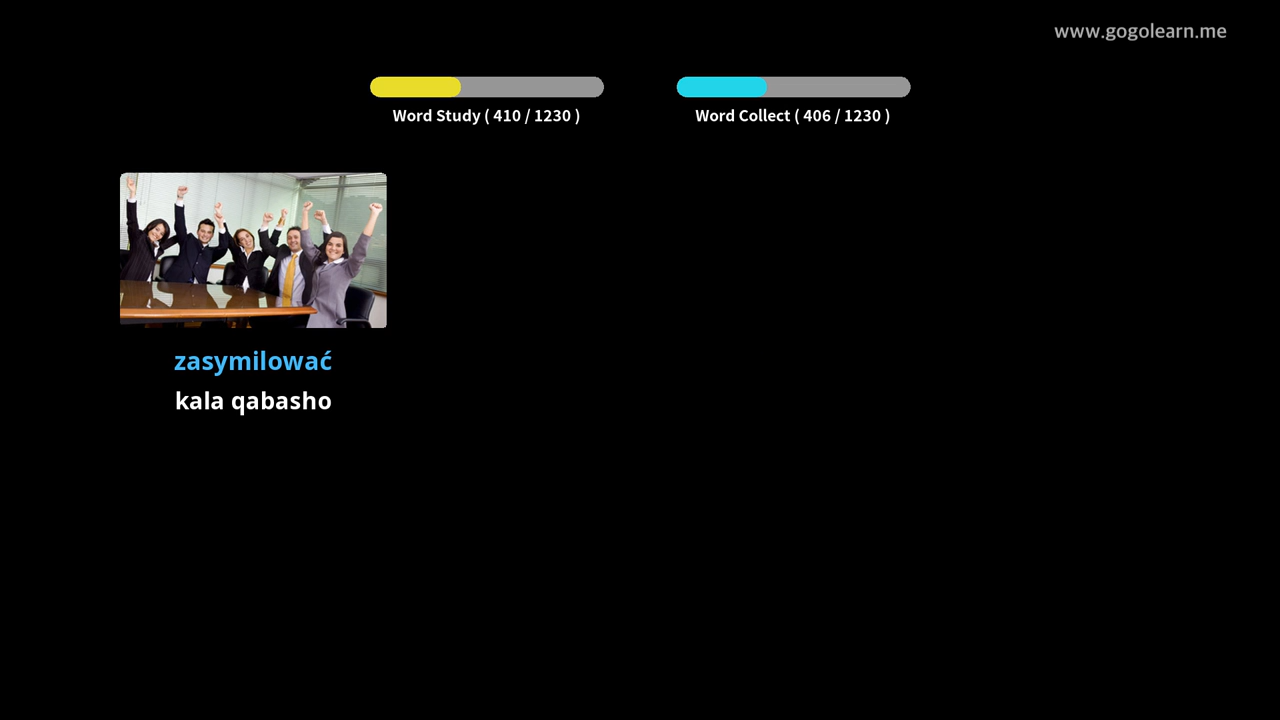 www.gogolearn.me
Word Study ( 410 / 1230 )
Word Collect ( 406 / 1230 )
zasymilować
kala qabasho